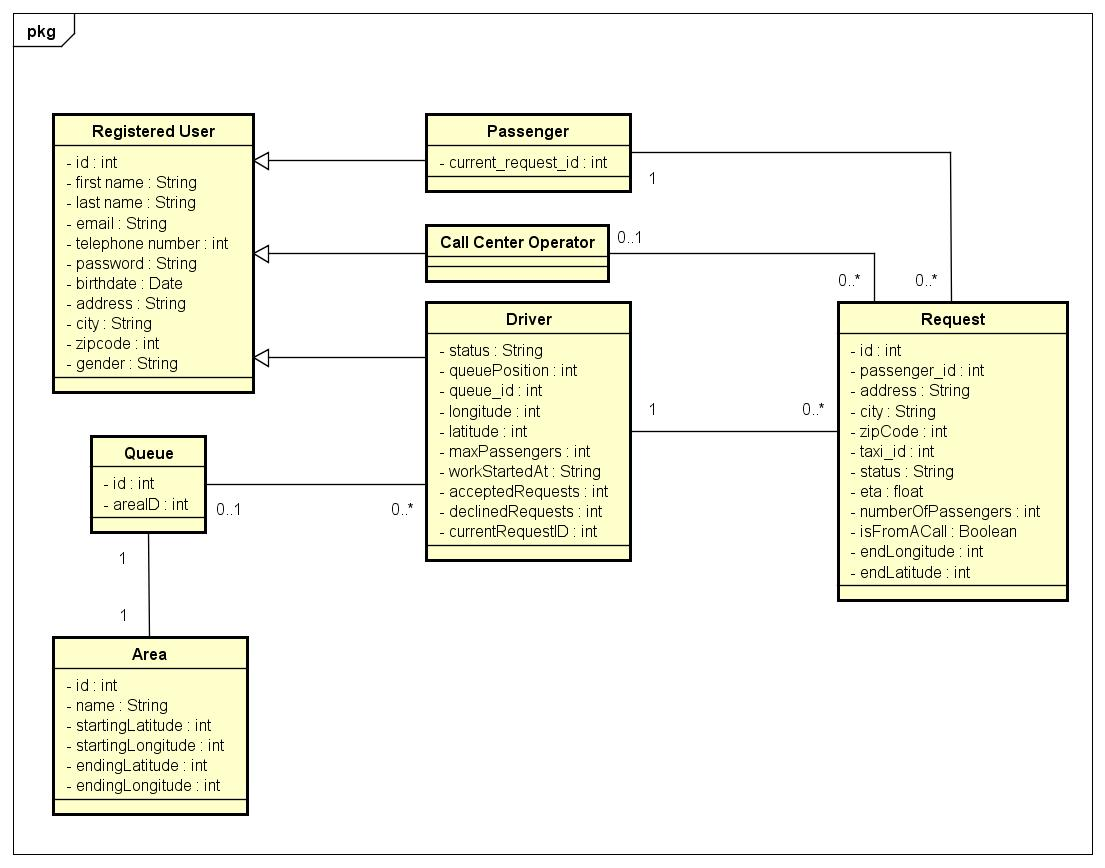 pkg
Registered User
- id : int
- first name : String
- last name : String
- email : String
- telephone number : int
- password : String
- birthdate : Date
- address : String
- city : String
- zipcode : int
- gender : String
Passenger
- current_request_id : int
1
Call Center Operator
0..1
0..*
0..*
Driver
- status : String
- queuePosition : int
- queue_id : int
- longitude : int
- latitude : int
- maxPassengers : int
- workStartedAt : String
- acceptedRequests : int
- declinedRequests : int
- currentRequestID : int
1
0..*
Request
- id : int
- passenger_id : int
- address : String
- city : String
- zipCode : int
- taxi_id : int
- status : String
- eta : float
- numberOfPassengers : int
- isFromACall : Boolean
- endLongitude : int
- endLatitude : int
Queue
- id : int
- areaID : int
0..1
0..*
1
1
Area
- id : int
- name : String
- startingLatitude : int
- startingLongitude : int
- endingLatitude : int
- endingLongitude : int